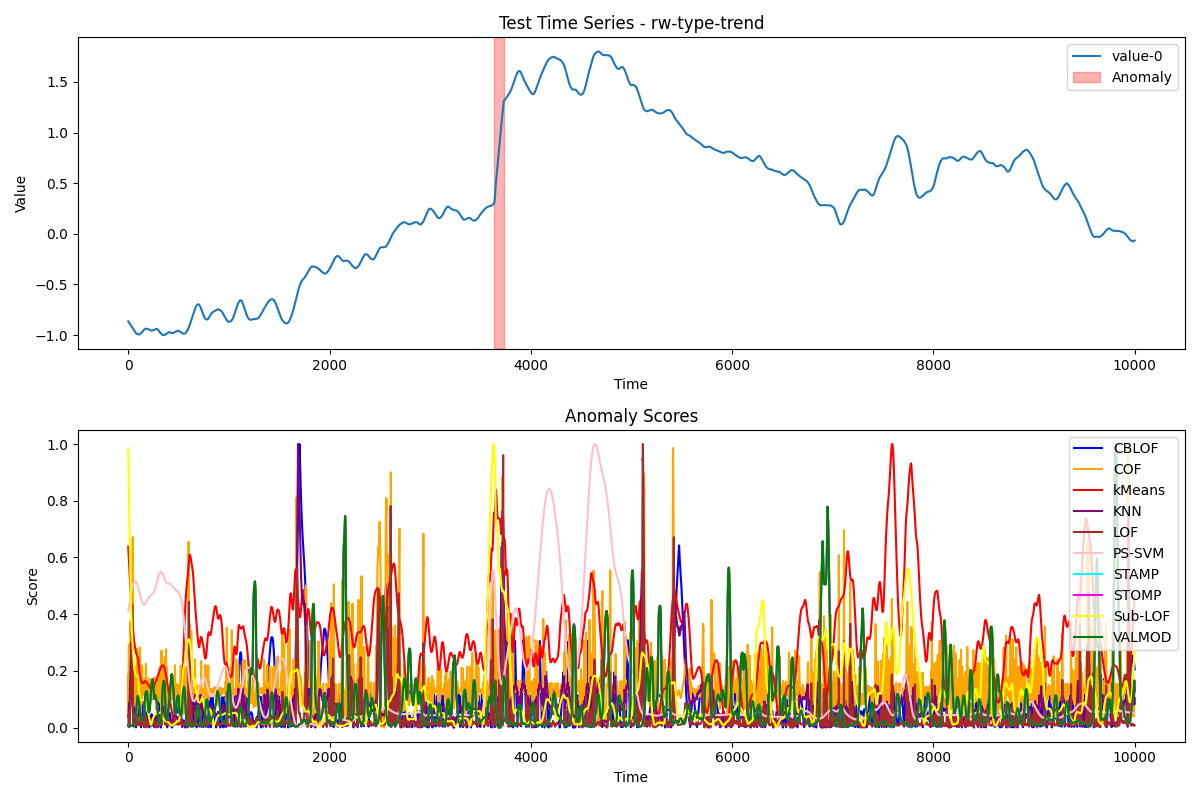 Test Time Series - rw-type-trend
Value
1.5
1.0
0.5
0.0
−0.5
−1.0
value-0
Anomaly
0
2000
4000
6000
8000
10000
Time
Anomaly Scores
Score
1.0
0.8
0.6
0.4
0.2
0.0
CBLOF
COF
kMeans
KNN
LOF
PS-SVM
STAMP
STOMP
Sub-LOF
VALMOD
0
2000
4000
6000
8000
10000
Time